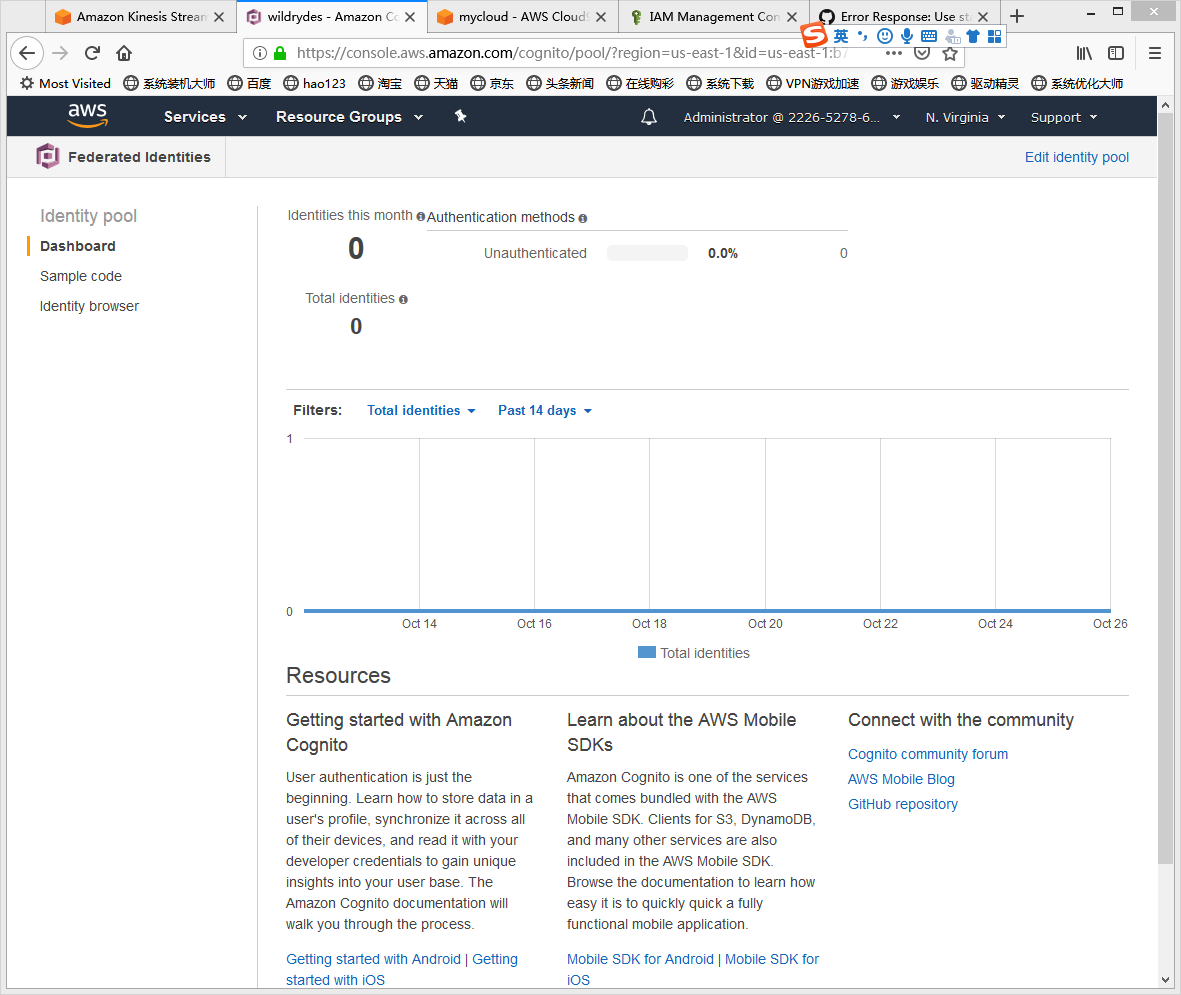 Amazon Kinesis Stream
wildrydes - Amazon Co
mycloud - AWS Cloud
IAM Management Con
Error Response: Use st
英
https://console.aws.amazon.com/cognito/pool/?region=us-east-1&id=us-east-1:b7
Most Visited
系统装机大师
百度
hao123
淘宝
天猫
京东
头条新闻
在线购彩
系统下载
VPN游戏加速
游戏娱乐
驱动精灵
系统优化大师
aws
Services
Resource Groups
Administrator @ 2226-5278-6...
N. Virginia
Support
Federated Identities
Edit identity pool
Identity pool
Dashboard
Sample code
Identity browser
Identities this month
0
Total identities
0
Authentication methods
Unauthenticated 0.0% 0
Filters: Total identities Past 14 days
1
0
Oct 14 Oct 16 Oct 18 Oct 20 Oct 22 Oct 24 Oct 26
Total identities
Resources
Getting started with Amazon
Cognito
User authentication is just the
beginning. Learn how to store data in a
user's profile, synchronize it across all
of their devices, and read it with your
developer credentials to gain unique
insights into your user base. The
Amazon Cognito documentation will
walk you through the process.
Getting started with Android | Getting
started with iOS
Learn about the AWS Mobile
SDKs
Amazon Cognito is one of the services
that comes bundled with the AWS
Mobile SDK. Clients for S3, DynamoDB,
and many other services are also
included in the AWS Mobile SDK.
Browse the documentation to learn how
easy it is to quickly quick a fully
functional mobile application.
Mobile SDK for Android | Mobile SDK for
iOS
Connect with the community
Cognito community forum
AWS Mobile Blog
GitHub repository